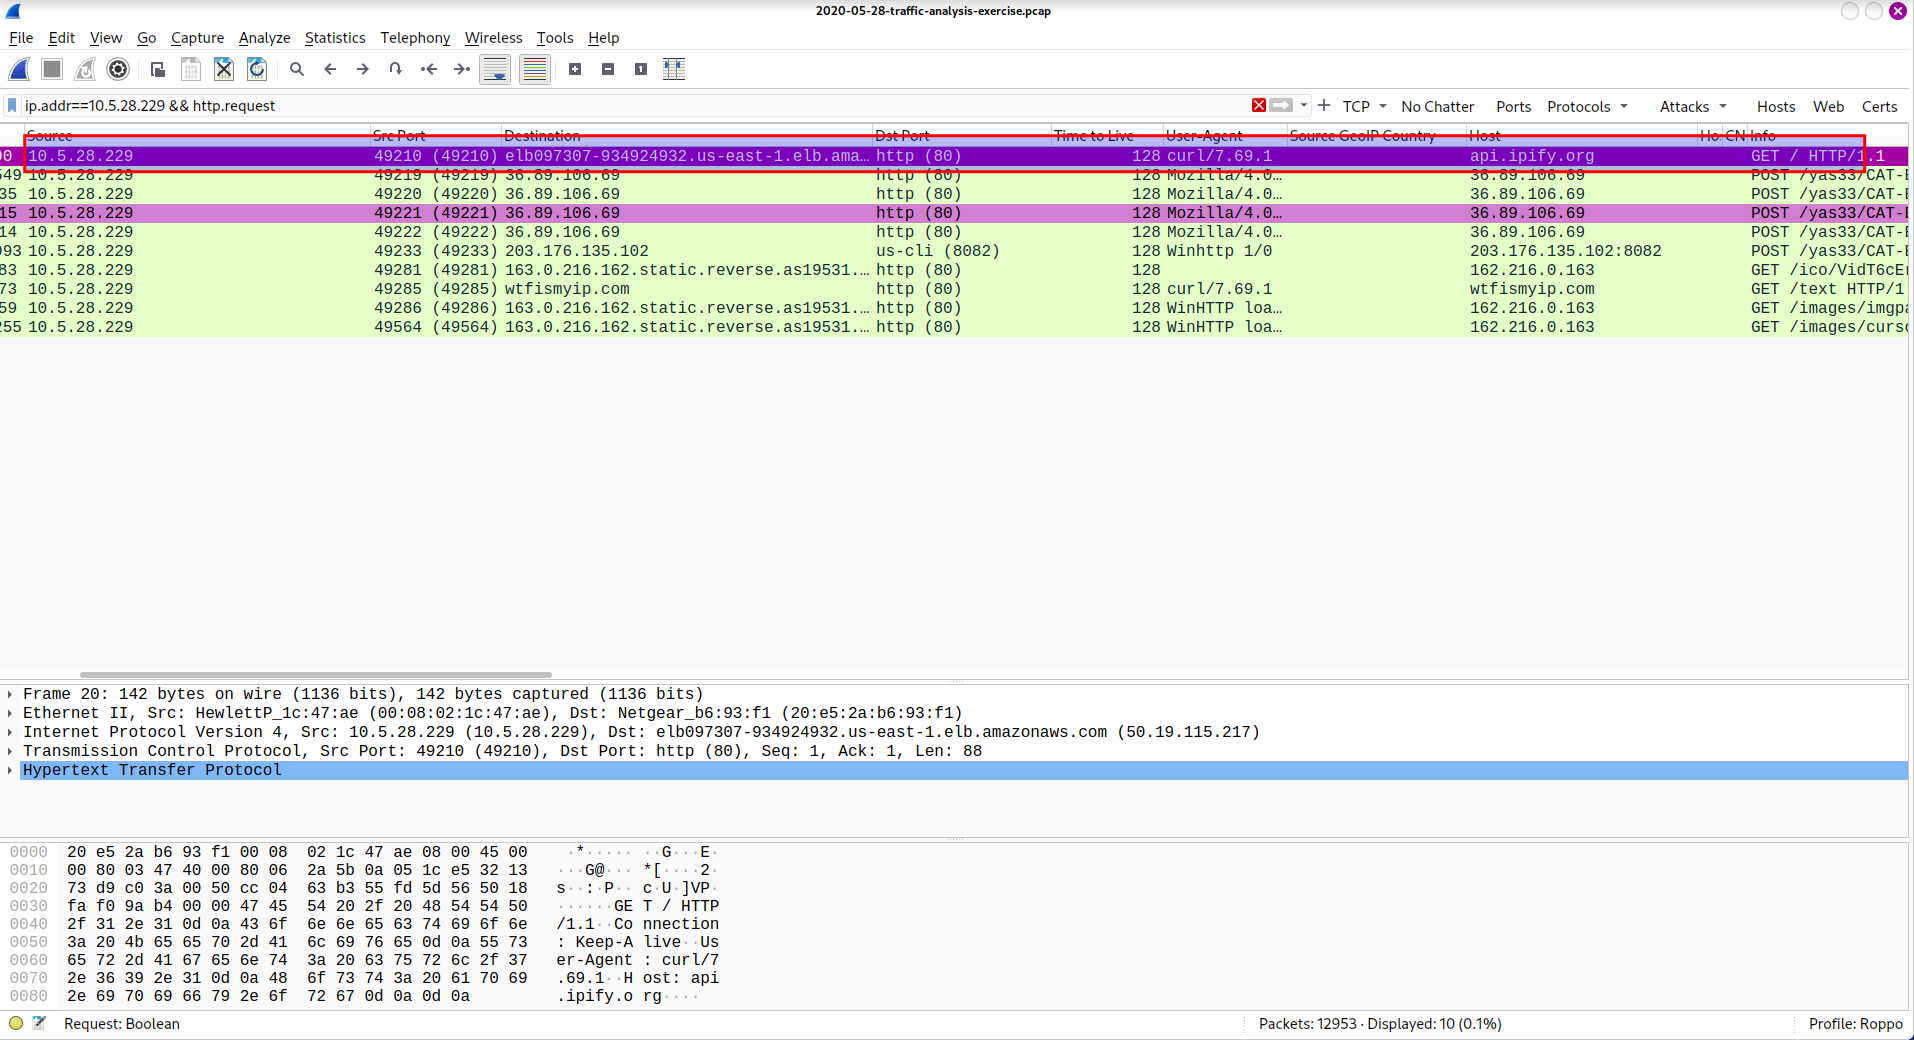 2020-05-28-traffic-analysis-exercise.pcap
File Edit View Go Capture Analyze Statistics Telephony Wireless Tools Help
ip.addr==10.5.28.229 && http.request TCP No Chatter Ports Protocols Attacks Hosts Web Certs
Source Src Port Destination Dst Port Time to Live User-Agent Source GeoIP Country Host Ho CN Info
00 10.5.28.229 49210 (49210) elb097307-934924932.us-east-1.elb.ama… http (80) 128 curl/7.69.1 api.ipify.org GET / HTTP/1.1
549 10.5.28.229 49219 (49219) 36.89.106.69 http (80) 128 Mozilla/4.0… 36.89.106.69 POST /yas33/CAT-
35 10.5.28.229 49220 (49220) 36.89.106.69 http (80) 128 Mozilla/4.0… 36.89.106.69 POST /yas33/CAT-
15 10.5.28.229 49221 (49221) 36.89.106.69 http (80) 128 Mozilla/4.0… 36.89.106.69 POST /yas33/CAT-
14 10.5.28.229 49222 (49222) 36.89.106.69 http (80) 128 Mozilla/4.0… 36.89.106.69 POST /yas33/CAT-
093 10.5.28.229 49233 (49233) 203.176.135.102 us-cli (8082) 128 Winhttp 1/0 203.176.135.102:8082 POST /yas33/CAT-
83 10.5.28.229 49281 (49281) 163.0.216.162.static.reverse.as19531.… http (80) 128 162.216.0.163 GET /ico/VidT6cE
73 10.5.28.229 49285 (49285) wtfismyip.com http (80) 128 curl/7.69.1 wtfismyip.com GET /text HTTP/1
59 10.5.28.229 49286 (49286) 163.0.216.162.static.reverse.as19531.… http (80) 128 WinHTTP loa… 162.216.0.163 GET /images/imgp
255 10.5.28.229 49564 (49564) 163.0.216.162.static.reverse.as19531.… http (80) 128 WinHTTP loa… 162.216.0.163 GET /images/curs
Frame 20: 142 bytes on wire (1136 bits), 142 bytes captured (1136 bits)
Ethernet II, Src: HewlettP_1c:47:ae (00:08:02:1c:47:ae), Dst: Netgear_b6:93:f1 (20:e5:2a:b6:93:f1)
Internet Protocol Version 4, Src: 10.5.28.229 (10.5.28.229), Dst: elb097307-934924932.us-east-1.elb.amazonaws.com (50.19.115.217)
Transmission Control Protocol, Src Port: 49210 (49210), Dst Port: http (80), Seq: 1, Ack: 1, Len: 88
Hypertext Transfer Protocol
0000 20 e5 2a b6 93 f1 00 08 02 1c 47 ae 08 00 45 00 ·*····· ··G···E·
0010 00 80 03 47 40 00 80 06 2a 5b 0a 05 1c e5 32 13 ···G@··· *[····2·
0020 73 d9 c0 3a 00 50 cc 04 63 b3 55 fd 5d 56 50 18 s··:·P·· c·U·]VP·
0030 fa f0 9a b4 00 00 47 45 54 20 2f 20 48 54 54 50 ······GE T / HTTP
0040 2f 31 2e 31 0d 0a 43 6f 6e 6e 65 63 74 69 6f 6e /1.1··Co nnection
0050 3a 20 4b 65 65 70 2d 41 6c 69 76 65 0d 0a 55 73 : Keep-A live··Us
0060 65 72 2d 41 67 65 6e 74 3a 20 63 75 72 6c 2f 37 er-Agent : curl/7
0070 2e 36 39 2e 31 0d 0a 48 6f 73 74 3a 20 61 70 69 .69.1··H ost: api
0080 2e 69 70 69 66 79 2e 6f 72 67 0d 0a 0d 0a .ipify.o rg····
Request: Boolean Packets: 12953 · Displayed: 10 (0.1%) Profile: Roppo